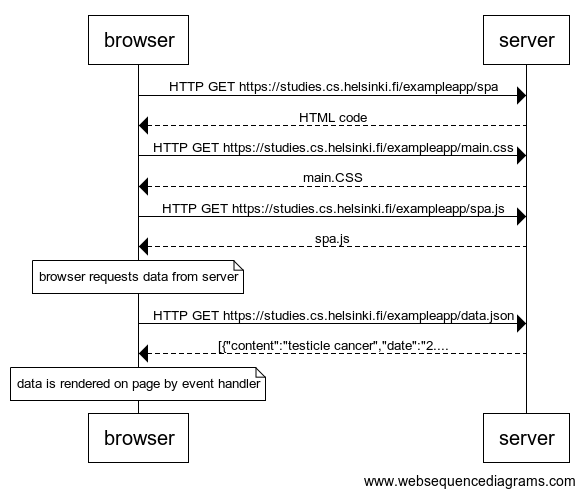 browser server
HTTP GET https://studies.cs.helsinki.fi/exampleapp/spa
HTML code
HTTP GET https://studies.cs.helsinki.fi/exampleapp/main.css
main.CSS
HTTP GET https://studies.cs.helsinki.fi/exampleapp/spa.js
spa.js
browser requests data from server
HTTP GET https://studies.cs.helsinki.fi/exampleapp/data.json
[{"content":"testicle cancer","date":"2....
data is rendered on page by event handler
browser server
www.websequencediagrams.com